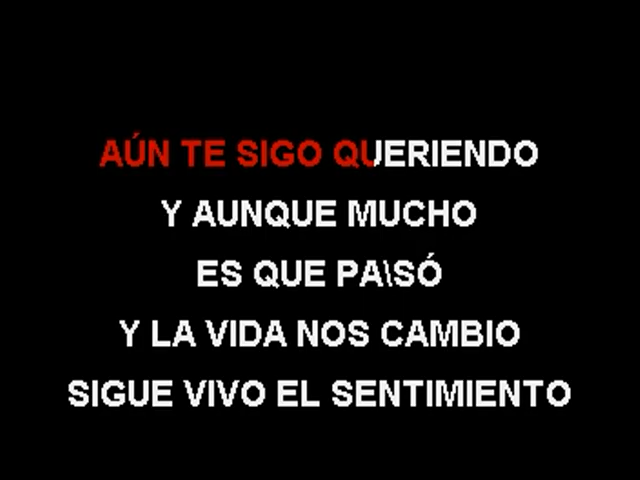 AÚN TE SIGO QUERIENDO
Y AUNQUE MUCHO
ES QUE PA\SÓ
Y LA VIDA NOS CAMBIO
SIGUE VIVO EL SENTIMIENTO